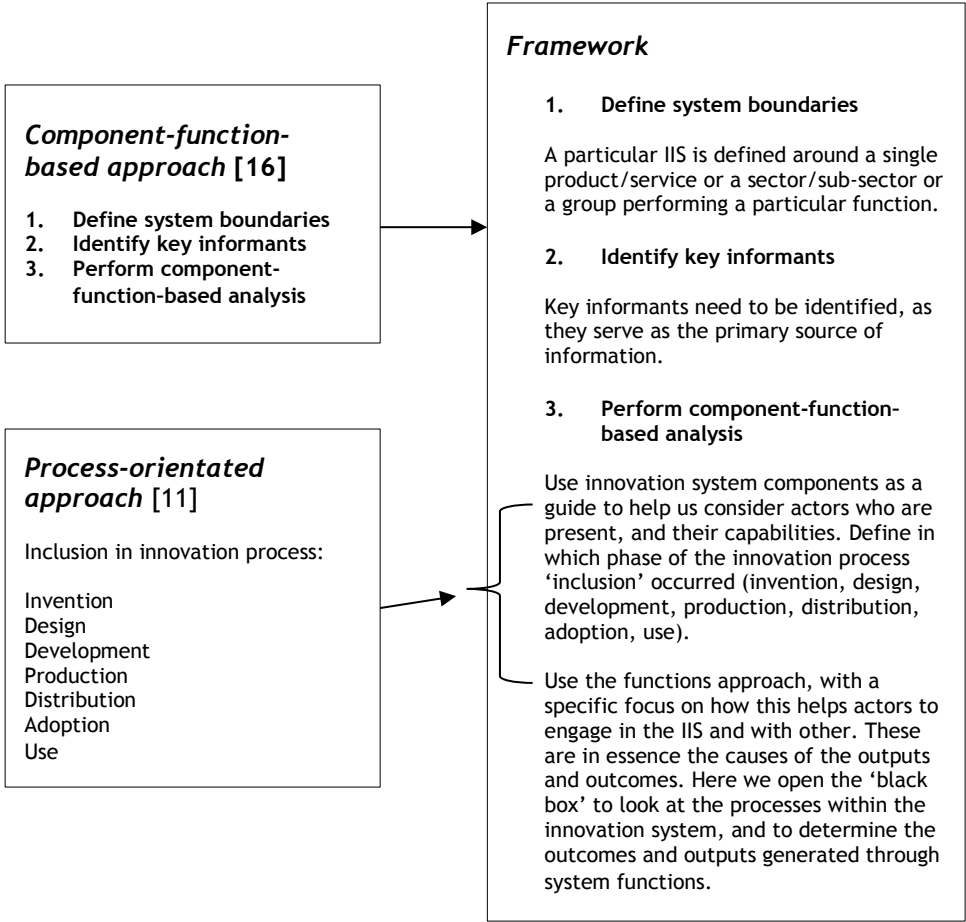 Component-function-
based approach [16]
1. Define system boundaries
2. Identify key informants
3. Perform component-
function-based analysis
Process-orientated
approach [11]
Inclusion in innovation process:
Invention
Design
Development
Production
Distribution
Adoption
Use
Framework
1. Define system boundaries
A particular IIS is defined around a single
product/service or a sector/sub-sector or
a group performing a particular function.
2. Identify key informants
Key informants need to be identified, as
they serve as the primary source of
information.
3. Perform component-function-
based analysis
Use innovation system components as a
guide to help us consider actors who are
present, and their capabilities. Define in
which phase of the innovation process
‘inclusion’ occurred (invention, design,
development, production, distribution,
adoption, use).
Use the functions approach, with a
specific focus on how this helps actors to
engage in the IIS and with other. These
are in essence the causes of the outputs
and outcomes. Here we open the ‘black
box’ to look at the processes within the
innovation system, and to determine the
outcomes and outputs generated through
system functions.